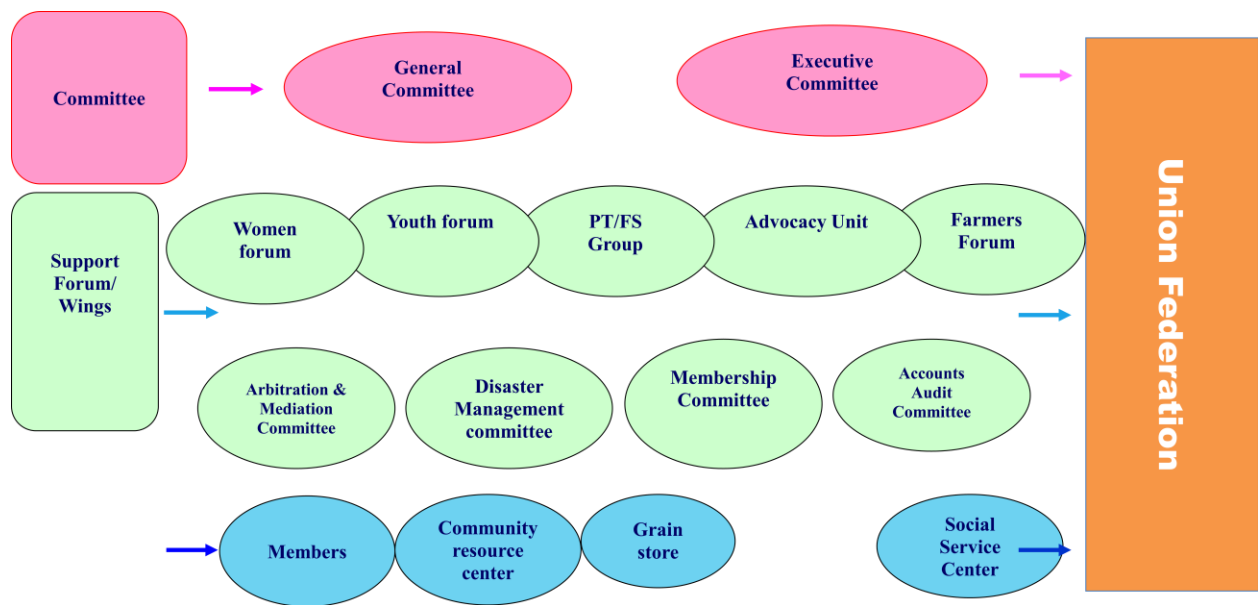 Committee
General
Committee
Executive
Committee
Support
Forum/
Wings
Women
forum
Youth forum
PT/FS
Group
Advocacy Unit
Farmers
Forum
Arbitration &
Mediation
Committee
Disaster
Management
committee
Membership
Committee
Accounts
Audit
Committee
Members
Community
resource
center
Grain
store
Social
Service
Center
Union Federation